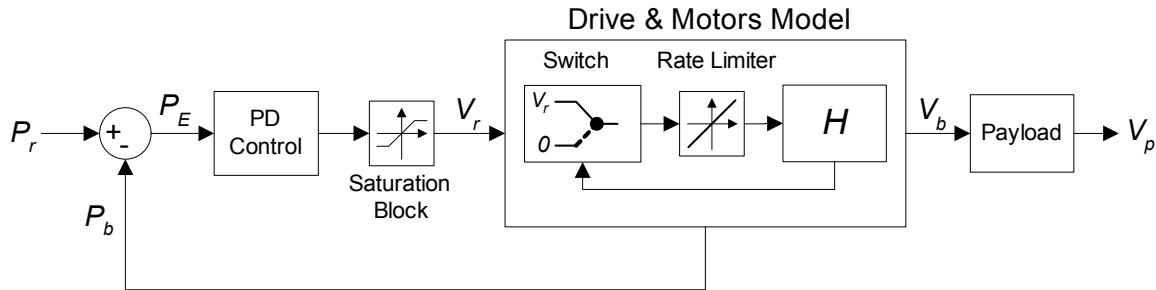 Drive & Motors Model
Switch
Rate Limiter
P_r
+
-
P_E
PD
Control
Saturation
Block
V_r
V_r
0
H
V_b
Payload
V_p
P_b